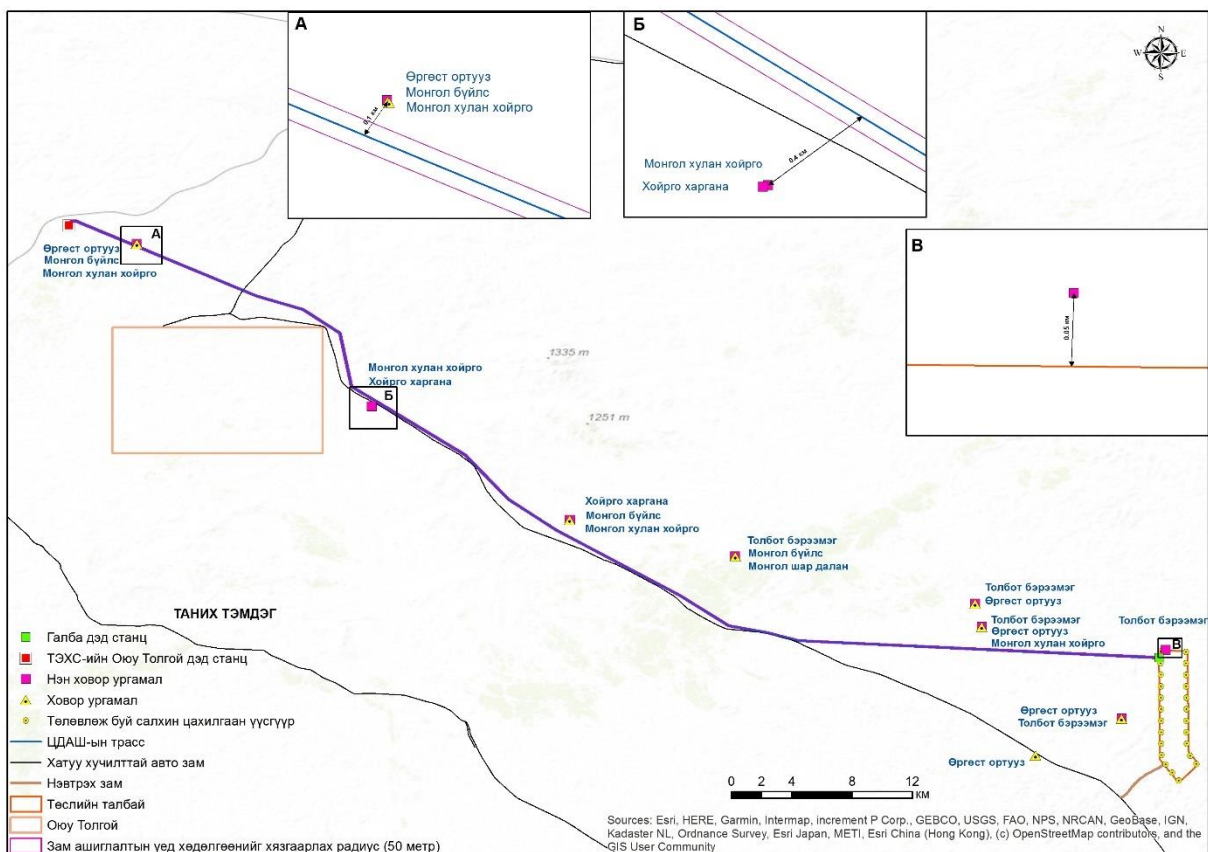 А
Өргөст ортууз
Монгол бүйлс
Монгол хулан хойрго
0.1 км
Б
Монгол хулан хойрго
Хойрго харгана
0.4 км
N
W E
S
А
Өргөст ортууз
Монгол бүйлс
Монгол хулан хойрго
В
0.05 км
1335 m
1251 m
Монгол хулан хойрго
Хойрго харгана
Б
Хойрго харгана
Монгол бүйлс
Монгол хулан хойрго
Толбот бэрээмэг
Монгол бүйлс
Монгол шар далан
Толбот бэрээмэг
Өргөст ортууз
Толбот бэрээмэг
Өргөст ортууз
Монгол хулан хойрго
Толбот бэрээмэг
В
Өргөст ортууз
Толбот бэрээмэг
Өргөст ортууз
ТАНИХ ТЭМДЭГ
Галба дэд станц
ТЭХС-ийн Оюу Толгой дэд станц
Нэн ховор ургамал
Ховор ургамал
Төлөвлөж буй салхин цахилгаан үүсгүүр
ЦДАШ-ын трасс
Хатуу хучилттай авто зам
Нэвтрэх зам
Төслийн талбай
Оюу Толгой
Зам ашиглалтын үед хөдөлгөөнийг хязгаарлах радиус (50 метр)
0 2 4 8 12
км
Sources: Esri, HERE, Garmin, Intermap, increment P Corp., GEBCO, USGS, FAO, NPS, NRCAN, GeoBase, IGN,
Kadaster NL, Ordnance Survey, Esri Japan, METI, Esri China (Hong Kong), (c) OpenStreetMap contributors, and the
GIS User Community